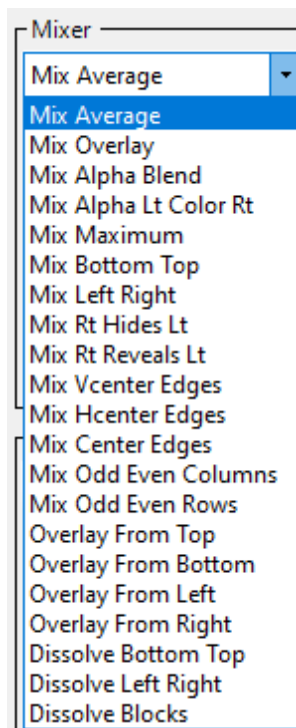 Mixer
Mix Average
Mix Average
Mix Overlay
Mix Alpha Blend
Mix Alpha Lt Color Rt
Mix Maximum
Mix Bottom Top
Mix Left Right
Mix Rt Hides Lt
Mix Rt Reveals Lt
Mix Vcenter Edges
Mix Hcenter Edges
Mix Center Edges
Mix Odd Even Columns
Mix Odd Even Rows
Overlay From Top
Overlay From Bottom
Overlay From Left
Overlay From Right
Dissolve Bottom Top
Dissolve Left Right
Dissolve Blocks